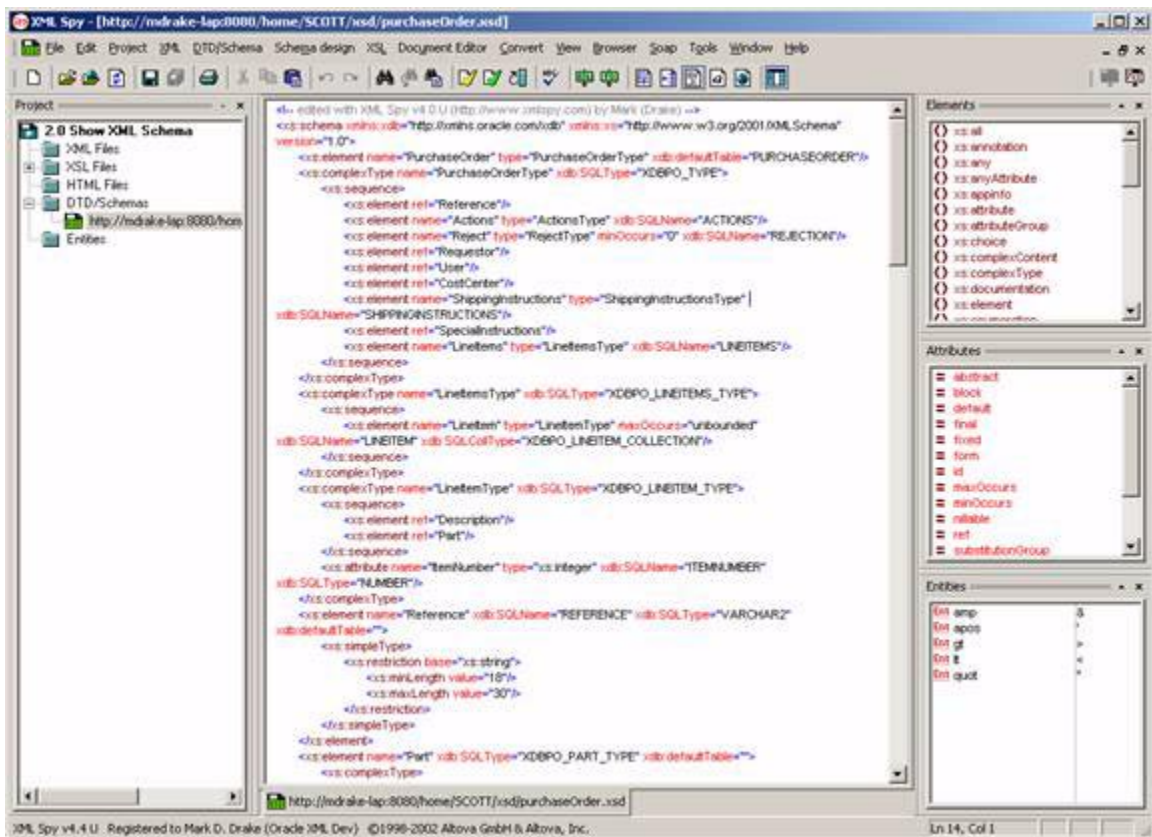 XML Spy - [http://mdrake-lap:8080/home/SCOTT/xsd/purchaseOrder.xsd]
File Edit Project XML DTD/Schema Schema design XSL Document Editor Convert View Browser Soap Tools Window Help
Project
2.0 Show XML Schema
XML Files
XSL Files
HTML Files
DTD/Schemas
http://mdrake-lap:8080/hom
Entities
<!-- edited with XML Spy v4.0 U (http://www.xmlspy.com) by Mark (Drake) -->
<xs:schema xmlns:xdb="http://xmlns.oracle.com/xdb" xmlns:xs="http://www.w3.org/2001/XMLSchema"
version="1.0">
<xs:element name="PurchaseOrder" type="PurchaseOrderType" xdb:defaultTable="PURCHASEORDER"/>
<xs:complexType name="PurchaseOrderType" xdb:SQLType="XDBPO_TYPE">
<xs:sequence>
<xs:element ref="Reference"/>
<xs:element name="Actions" type="ActionsType" xdb:SQLName="ACTIONS"/>
<xs:element name="Reject" type="RejectType" minOccurs="0" xdb:SQLName="REJECTION"/>
<xs:element ref="Requestor"/>
<xs:element ref="User"/>
<xs:element ref="CostCenter"/>
<xs:element name="ShippingInstructions" type="ShippingInstructionsType"
xdb:SQLName="SHIPPINGINSTRUCTIONS"/>
<xs:element ref="SpecialInstructions"/>
<xs:element name="LineItems" type="LineItemsType" xdb:SQLName="LINEITEMS"/>
</xs:sequence>
</xs:complexType>
<xs:complexType name="LineItemsType" xdb:SQLType="XDBPO_LINEITEMS_TYPE">
<xs:sequence>
<xs:element name="LineItem" type="LineItemType" maxOccurs="unbounded"
xdb:SQLName="LINEITEM" xdb:SQLCollType="XDBPO_LINEITEM_COLLECTION"/>
</xs:sequence>
</xs:complexType>
<xs:complexType name="LineItemType" xdb:SQLType="XDBPO_LINEITEM_TYPE">
<xs:sequence>
<xs:element ref="Description"/>
<xs:element ref="Part"/>
</xs:sequence>
<xs:attribute name="ItemNumber" type="xs:integer" xdb:SQLName="ITEMNUMBER"
xdb:SQLType="NUMBER"/>
</xs:complexType>
<xs:element name="Reference" xdb:SQLName="REFERENCE" xdb:SQLType="VARCHAR2"
xdb:defaultTable="">
<xs:simpleType>
<xs:restriction base="xs:string">
<xs:minLength value="18"/>
<xs:maxLength value="30"/>
</xs:restriction>
</xs:simpleType>
</xs:element>
<xs:element name="Part" xdb:SQLType="XDBPO_PART_TYPE" xdb:defaultTable="">
<xs:complexType>
http://mdrake-lap:8080/home/SCOTT/xsd/purchaseOrder.xsd
Elements
() xs:all
() xs:annotation
() xs:any
() xs:anyAttribute
() xs:appinfo
() xs:attribute
() xs:attributeGroup
() xs:choice
() xs:complexContent
() xs:complexType
() xs:documentation
() xs:element
Attributes
= abstract
= block
= default
= final
= fixed
= form
= id
= maxOccurs
= minOccurs
= nillable
= ref
= substitutionGroup
Entities
Ent amp &
Ent apos '
Ent gt >
Ent lt <
Ent quot "
XML Spy v4.4 U Registered to Mark D. Drake (Oracle XML Dev) ©1998-2002 Altova GmbH & Altova, Inc.
Ln 14, Col 1